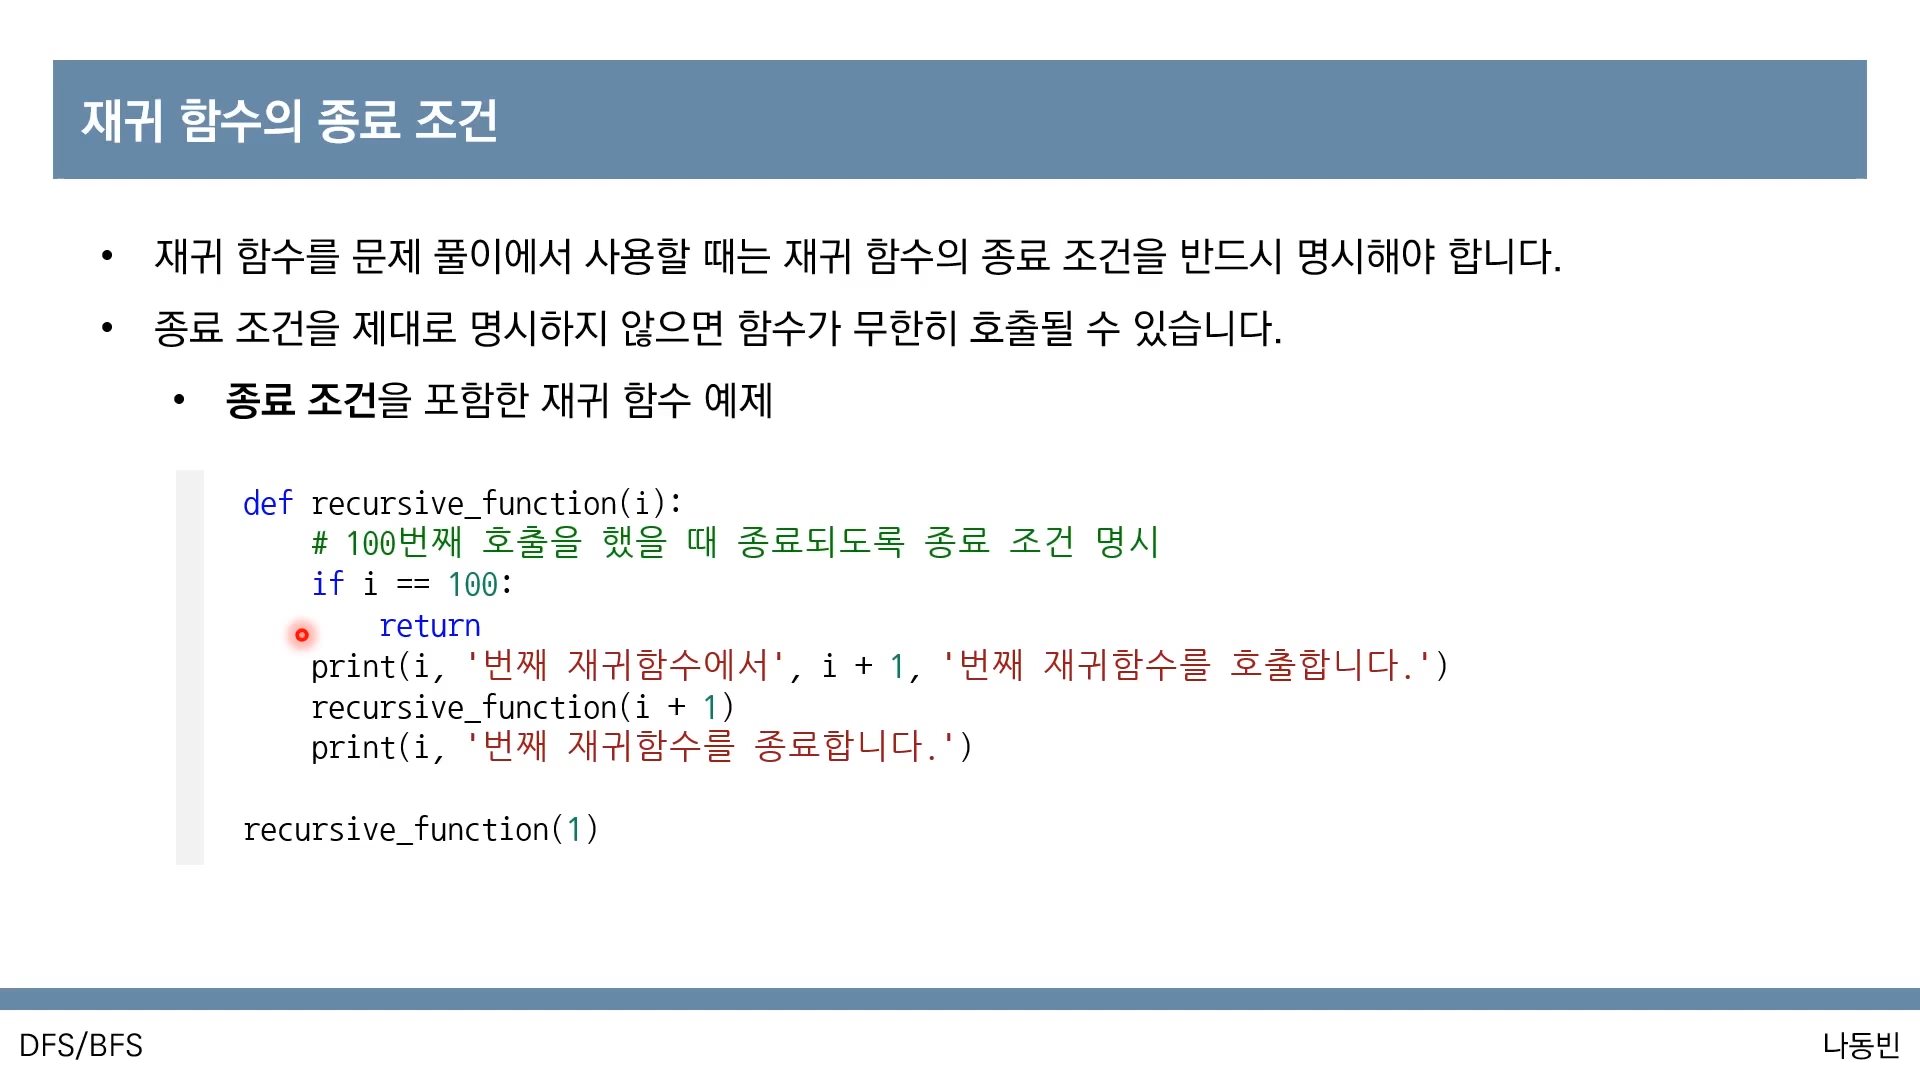 재귀 함수의 종료 조건
• 재귀 함수를 문제 풀이에서 사용할 때는 재귀 함수의 종료 조건을 반드시 명시해야 합니다.
• 종료 조건을 제대로 명시하지 않으면 함수가 무한히 호출될 수 있습니다.
• 종료 조건을 포함한 재귀 함수 예제
def recursive_function(i):
    # 100번째 호출을 했을 때 종료되도록 종료 조건 명시
    if i == 100:
        return
    print(i, '번째 재귀함수에서', i + 1, '번째 재귀함수를 호출합니다.')
    recursive_function(i + 1)
    print(i, '번째 재귀함수를 종료합니다.')
recursive_function(1)
DFS/BFS
나동빈